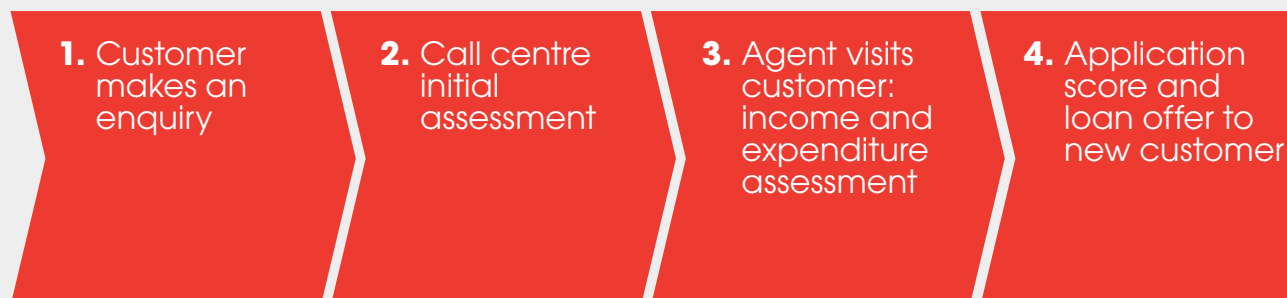 1. Customer
makes an
enquiry
2. Call centre
initial
assessment
3. Agent visits
customer:
income and
expenditure
assessment
4. Application
score and
loan offer to
new customer